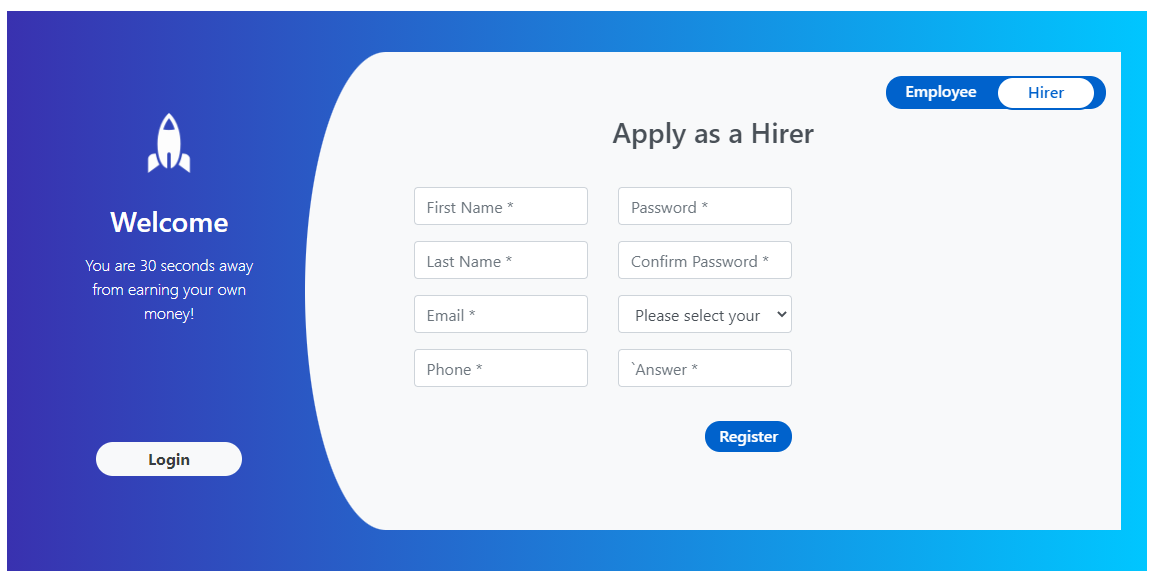 Employee
Hirer
Apply as a Hirer
Welcome
You are 30 seconds away
from earning your own
money!
Login
First Name *
Password *
Last Name *
Confirm Password *
Email *
Please select your
Phone *
`Answer *
Register